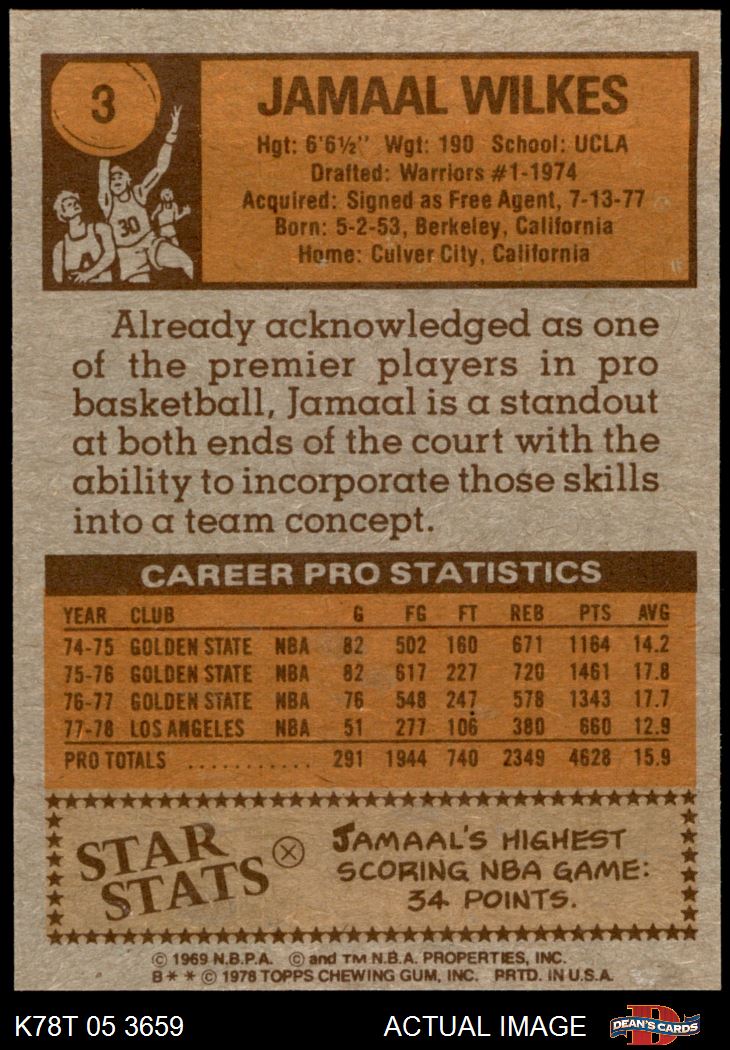 3
JAMAAL WILKES
30
Hgt: 6'6½" Wgt: 190 School: UCLA
Drafted: Warriors #1-1974
Acquired: Signed as Free Agent, 7-13-77
Born: 5-2-53, Berkeley, California
Home: Culver City, California
Already acknowledged as one
of the premier players in pro
basketball, Jamaal is a standout
at both ends of the court with the
ability to incorporate those skills
into a team concept.
CAREER PRO STATISTICS
YEAR CLUB G FG FT REB PTS AVG
74-75 GOLDEN STATE NBA 82 502 160 671 1164 14.2
75-76 GOLDEN STATE NBA 82 617 227 720 1461 17.8
76-77 GOLDEN STATE NBA 76 548 247 578 1343 17.7
77-78 LOS ANGELES NBA 51 277 106 380 660 12.9
PRO TOTALS ........... 291 1944 740 2349 4628 15.9
STAR STATS
JAMAAL'S HIGHEST
SCORING NBA GAME:
34 POINTS.
© 1969 N.B.P.A. © and TM N.B.A. PROPERTIES, INC.
B * * © 1978 TOPPS CHEWING GUM, INC. PRTD. IN U.S.A.
K78T 05 3659 ACTUAL IMAGE D DEAN'S CARDS